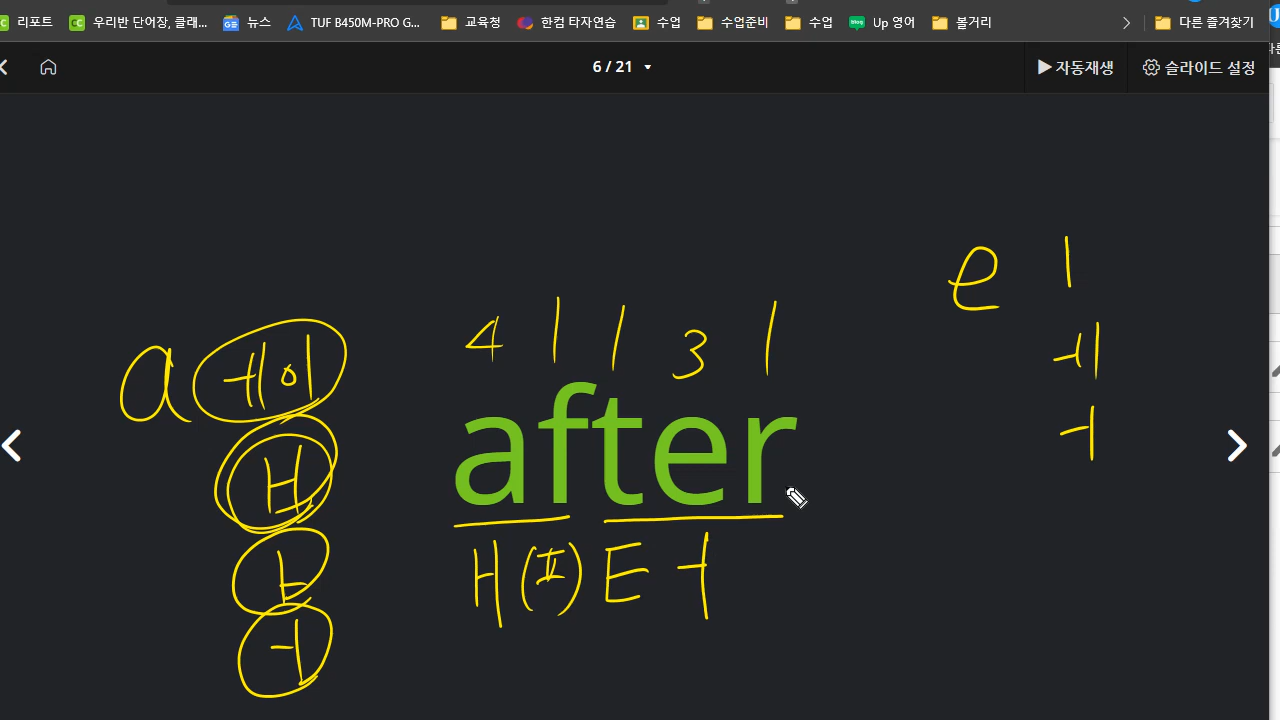 리포트 우리반 단어장, 클래... 뉴스 TUF B450M-PRO G... 교육청 한컴 타자연습 수업 수업준비 수업 Up 영어 볼거리 다른 즐겨찾기
6 / 21 자동재생 슬라이드 설정
e ㅣ
ㅔ
ㅓ
4 1 1 3 1
a ㅔㅇㅣ
after
ㅐ
ㅐ(ㅍ)ㅌㅓ
ㅏ
ㅓ